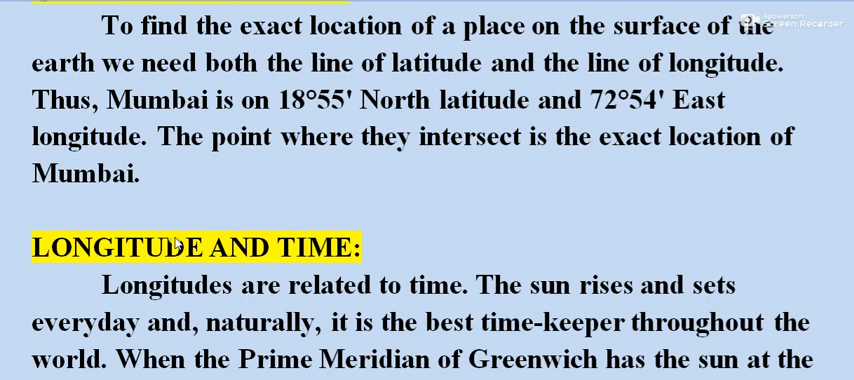 Apowersoft
Screen Recorder
To find the exact location of a place on the surface of the
earth we need both the line of latitude and the line of longitude.
Thus, Mumbai is on 18°55' North latitude and 72°54' East
longitude. The point where they intersect is the exact location of
Mumbai.
LONGITUDE AND TIME:
Longitudes are related to time. The sun rises and sets
everyday and, naturally, it is the best time-keeper throughout the
world. When the Prime Meridian of Greenwich has the sun at the